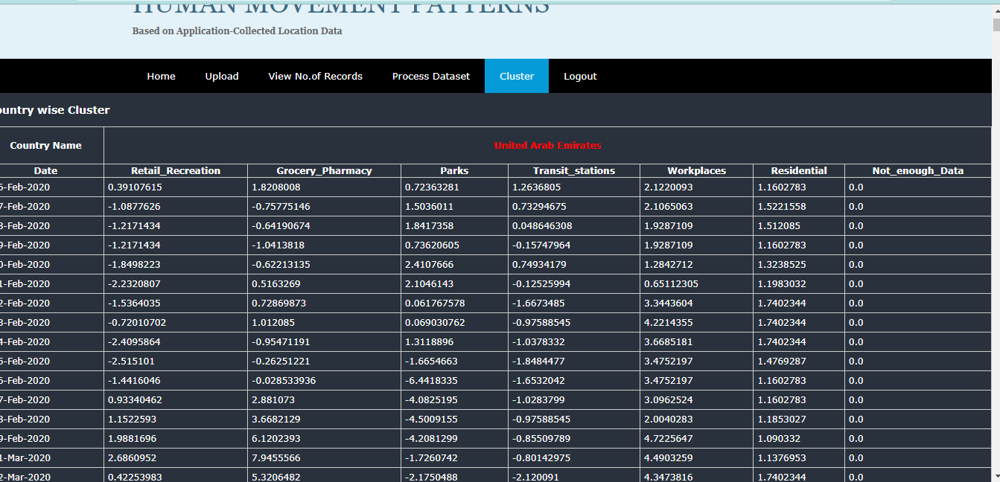 HUMAN MOVEMENT PATTERNS
Based on Application-Collected Location Data
Home Upload View No.of Records Process Dataset Cluster Logout
ountry wise Cluster
Country Name United Arab Emirates
Date Retail_Recreation Grocery_Pharmacy Parks Transit_stations Workplaces Residential Not_enough_Data
6-Feb-2020 0.39107615 1.8208008 0.72363281 1.2636805 2.1220093 1.1602783 0.0
7-Feb-2020 -1.0877626 -0.75775146 1.5036011 0.73294675 2.1065063 1.5221558 0.0
8-Feb-2020 -1.2171434 -0.64190674 1.8417358 0.048646308 1.9287109 1.512085 0.0
9-Feb-2020 -1.2171434 -1.0413818 0.73620605 -0.15747964 1.9287109 1.1602783 0.0
0-Feb-2020 -1.8498223 -0.62213135 2.4107666 0.74934179 1.2842712 1.3238525 0.0
1-Feb-2020 -2.2320807 0.5163269 2.1046143 -0.12525994 0.65112305 1.1983032 0.0
2-Feb-2020 -1.5364035 0.72869873 0.061767578 -1.6673485 3.3443604 1.7402344 0.0
3-Feb-2020 -0.72010702 1.012085 0.069030762 -0.97588545 4.2214355 1.7402344 0.0
4-Feb-2020 -2.4095864 -0.95471191 1.3118896 -1.0378332 3.6685181 1.7402344 0.0
5-Feb-2020 -2.515101 -0.26251221 -1.6654663 -1.8484477 3.4752197 1.4769287 0.0
6-Feb-2020 -1.4416046 -0.028533936 -6.4418335 -1.6532042 3.4752197 1.1602783 0.0
7-Feb-2020 0.93340462 2.881073 -4.0825195 -1.0283799 3.0962524 1.1602783 0.0
8-Feb-2020 1.1522593 3.6682129 -4.5009155 -0.97588545 2.0040283 1.1853027 0.0
9-Feb-2020 1.9881696 6.1202393 -4.2081299 -0.85509789 4.7225647 1.090332 0.0
1-Mar-2020 2.6860952 7.9455566 -1.7260742 -0.80142975 4.4903259 1.1376953 0.0
2-Mar-2020 0.42253983 5.3206482 -2.1750488 -2.120091 4.3473816 1.7402344 0.0